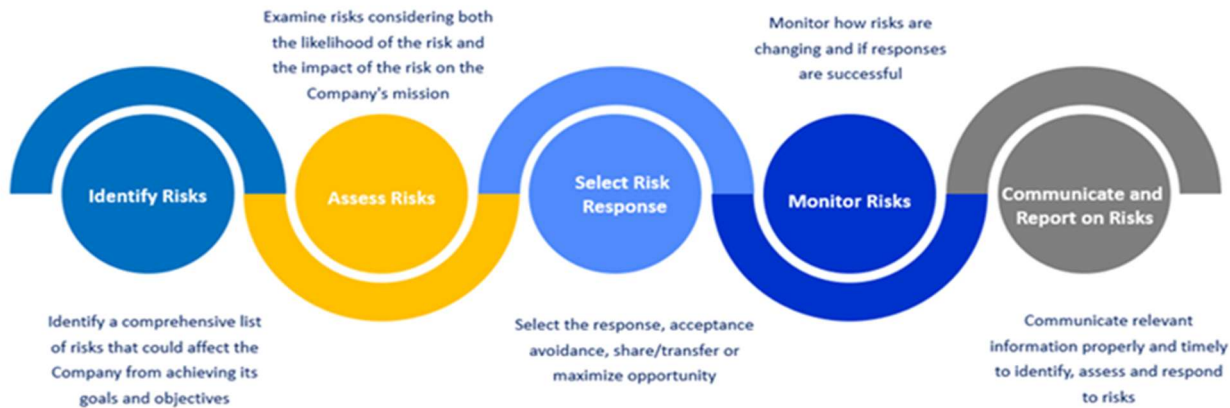 Identify Risks
Identify a comprehensive list
of risks that could affect the
Company from achieving its
goals and objectives
Examine risks considering both
the likelihood of the risk and
the impact of the risk on the
Company's mission
Assess Risks
Select Risk
Response
Select the response, acceptance
avoidance, share/transfer or
maximize opportunity
Monitor how risks are
changing and if responses
are successful
Monitor Risks
Communicate and
Report on Risks
Communicate relevant
information properly and timely
to identify, assess and respond
to risks